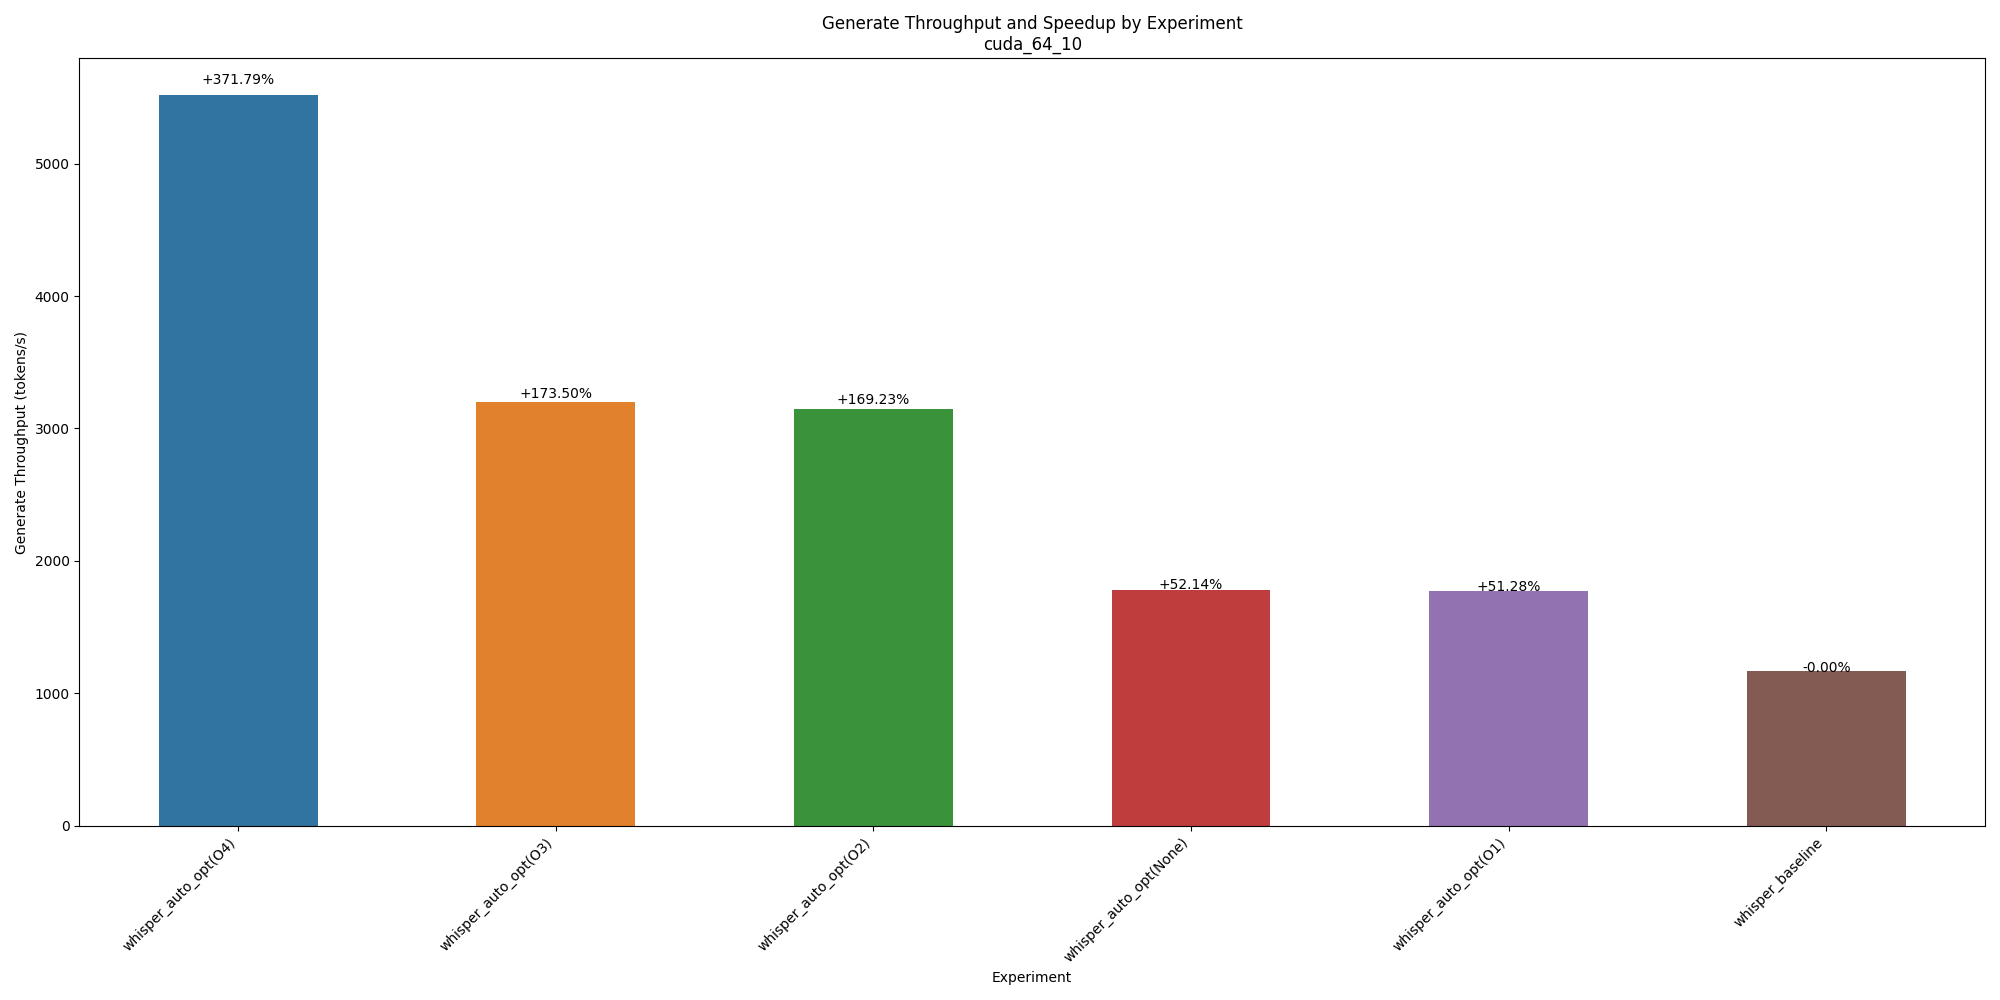 Generate Throughput and Speedup by Experiment
cuda_64_10
Generate Throughput (tokens/s)
5000
4000
3000
2000
1000
0
+371.79%
+173.50%
+169.23%
+52.14%
+51.28%
-0.00%
whisper_auto_opt(O4)
whisper_auto_opt(O3)
whisper_auto_opt(O2)
whisper_auto_opt(None)
whisper_auto_opt(O1)
whisper_baseline
Experiment